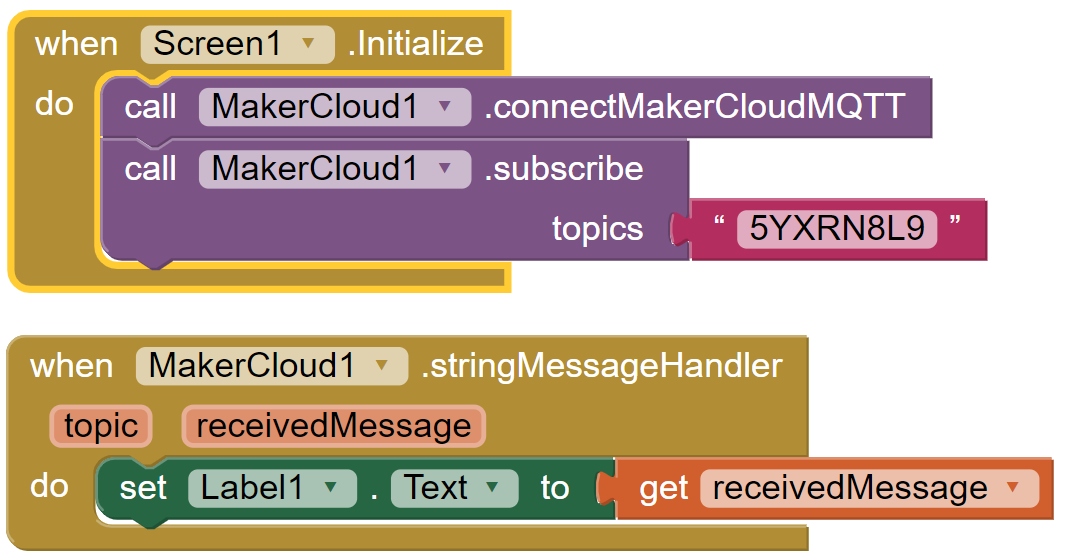 when Screen1 .Initialize
do call MakerCloud1 .connectMakerCloudMQTT
call MakerCloud1 .subscribe
topics “ 5YXRN8L9 ”
when MakerCloud1 .stringMessageHandler
topic receivedMessage
do set Label1 . Text to get receivedMessage